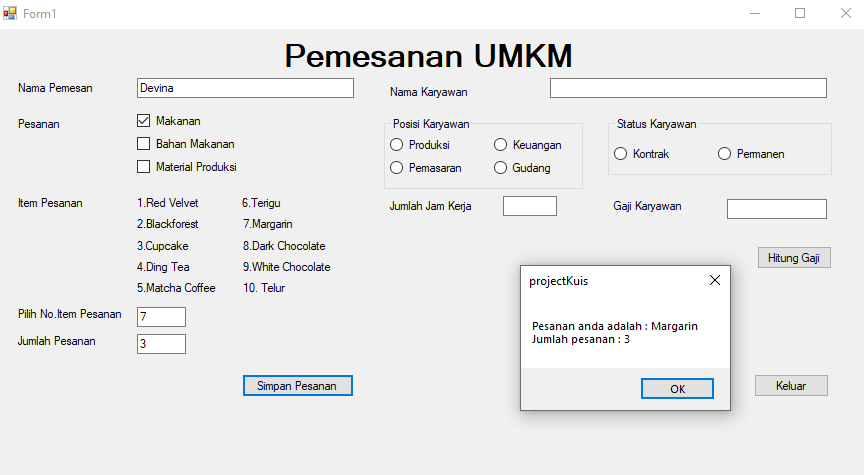 Form1
Pemesanan UMKM
Nama Pemesan
Devina
Nama Karyawan
Pesanan
Makanan
Bahan Makanan
Material Produksi
Posisi Karyawan
Produksi
Keuangan
Pemasaran
Gudang
Status Karyawan
Kontrak
Permanen
Item Pesanan
1.Red Velvet
2.Blackforest
3.Cupcake
4.Ding Tea
5.Matcha Coffee
6.Terigu
7.Margarin
8.Dark Chocolate
9.White Chocolate
10. Telur
Jumlah Jam Kerja
Gaji Karyawan
Hitung Gaji
Pilih No.Item Pesanan
7
Jumlah Pesanan
3
Simpan Pesanan
projectKuis
Pesanan anda adalah : Margarin
Jumlah pesanan : 3
OK
Keluar